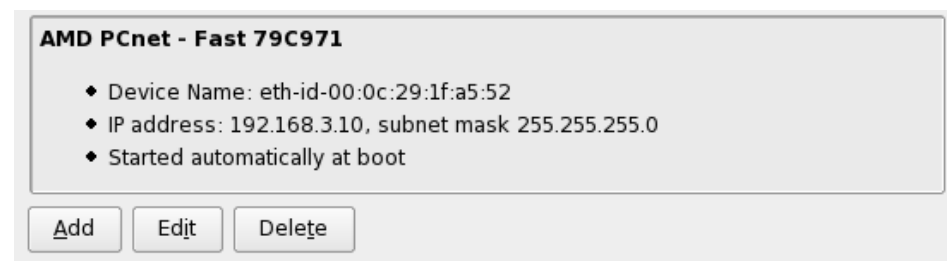 AMD PCnet - Fast 79C971
◆ Device Name: eth-id-00:0c:29:1f:a5:52
◆ IP address: 192.168.3.10, subnet mask 255.255.255.0
◆ Started automatically at boot
Add Edit Delete